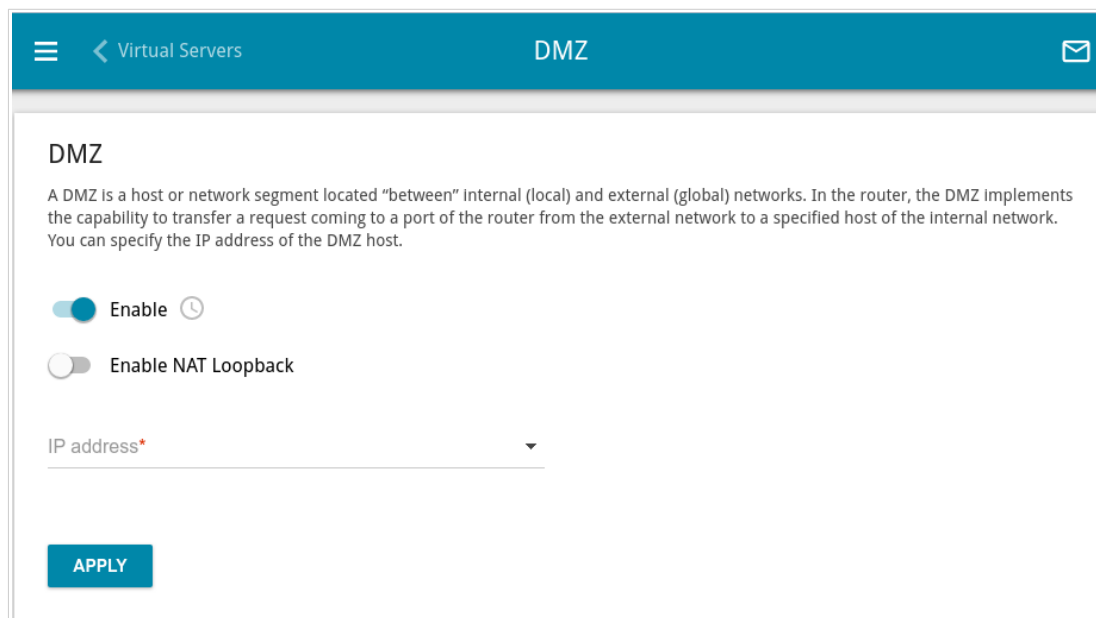 Virtual Servers
DMZ
DMZ
A DMZ is a host or network segment located “between” internal (local) and external (global) networks. In the router, the DMZ implements
the capability to transfer a request coming to a port of the router from the external network to a specified host of the internal network.
You can specify the IP address of the DMZ host.
Enable
Enable NAT Loopback
IP address*
APPLY